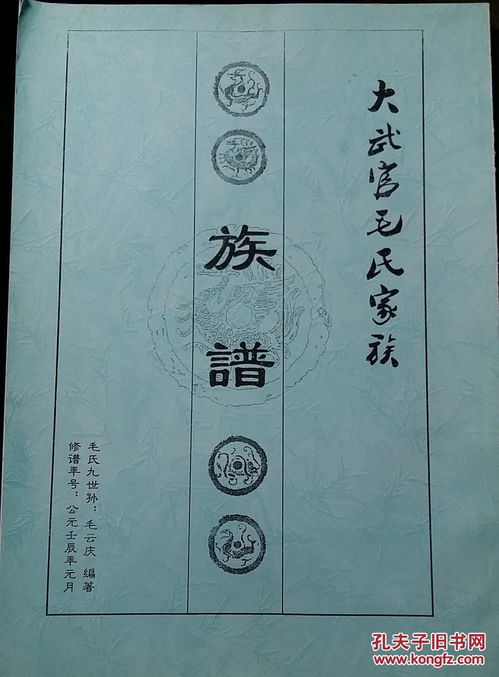 大武官毛氏家族
族譜
毛氏九世孙：毛云庆 编著
修谱年号：公元壬辰年元月
孔夫子旧书网
www.kongfz.com